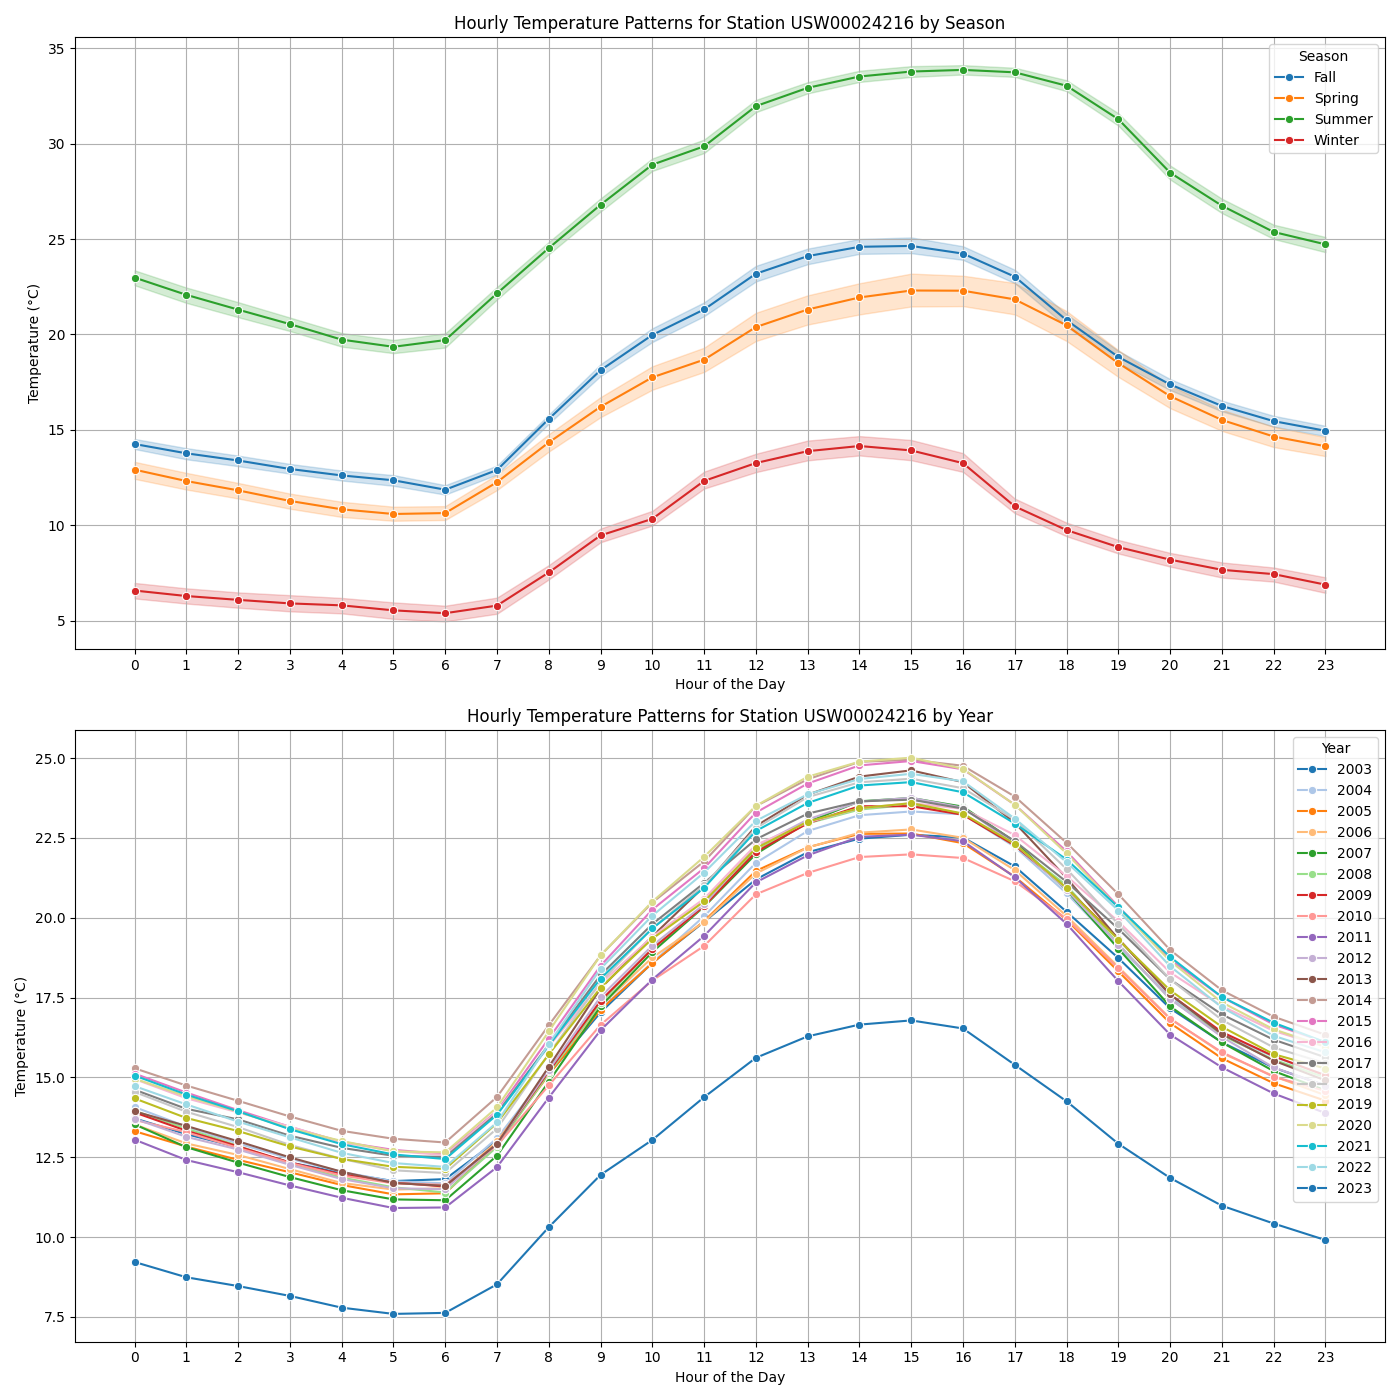 Hourly Temperature Patterns for Station USW00024216 by Season
Temperature (°C)
35
30
25
20
15
10
5
Season
Fall
Spring
Summer
Winter
0 1 2 3 4 5 6 7 8 9 10 11 12 13 14 15 16 17 18 19 20 21 22 23
Hour of the Day
Hourly Temperature Patterns for Station USW00024216 by Year
Temperature (°C)
25.0
22.5
20.0
17.5
15.0
12.5
10.0
7.5
Year
2003
2004
2005
2006
2007
2008
2009
2010
2011
2012
2013
2014
2015
2016
2017
2018
2019
2020
2021
2022
2023
0 1 2 3 4 5 6 7 8 9 10 11 12 13 14 15 16 17 18 19 20 21 22 23
Hour of the Day